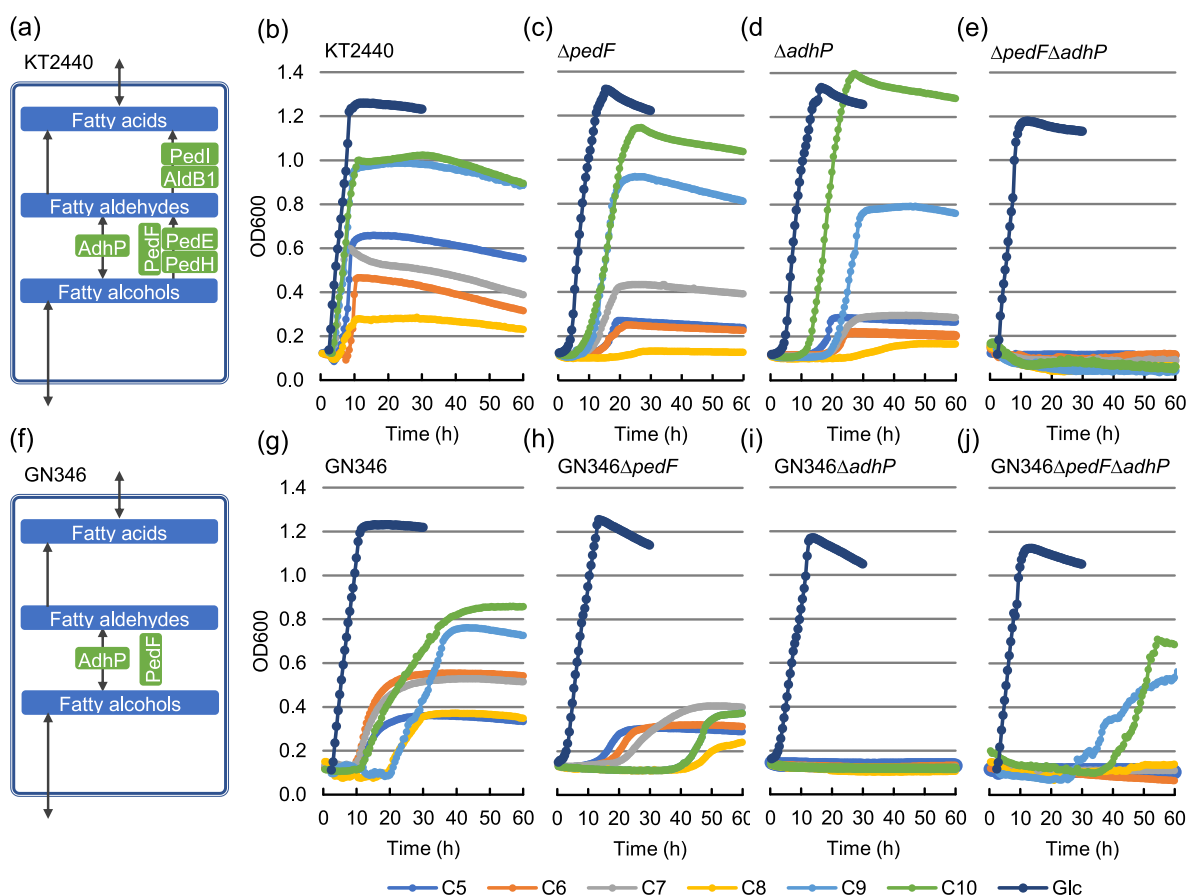 (a)
KT2440
Fatty acids
PedI
AldB1
Fatty aldehydes
AdhP
PedF
PedE
PedH
Fatty alcohols
(b)
KT2440
OD600
1.4
1.2
1.0
0.8
0.6
0.4
0.2
0.0
0 10 20 30 40 50 60
Time (h)
(c)
ΔpedF
0 10 20 30 40 50 60
Time (h)
(d)
ΔadhP
0 10 20 30 40 50 60
Time (h)
(e)
ΔpedFΔadhP
0 10 20 30 40 50 60
Time (h)
(f)
GN346
Fatty acids
Fatty aldehydes
AdhP
PedF
Fatty alcohols
(g)
GN346
OD600
1.4
1.2
1.0
0.8
0.6
0.4
0.2
0.0
0 10 20 30 40 50 60
Time (h)
(h)
GN346ΔpedF
0 10 20 30 40 50 60
Time (h)
(i)
GN346ΔadhP
0 10 20 30 40 50 60
Time (h)
(j)
GN346ΔpedFΔadhP
0 10 20 30 40 50 60
Time (h)
C5 C6 C7 C8 C9 C10 Glc